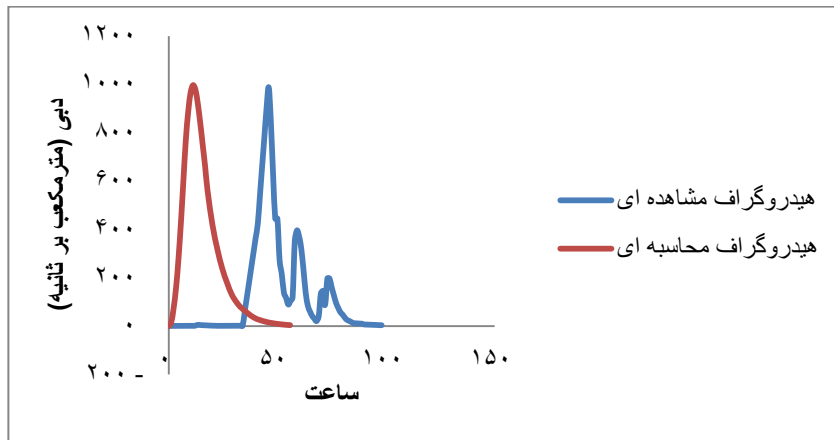 دبی (مترمکعب بر ثانیه)
۱۲۰۰
۱۰۰۰
۸۰۰
۶۰۰
۴۰۰
۲۰۰
۰
۲۰۰ -
۰ ۵۰ ۱۰۰ ۱۵۰
ساعت
هیدروگراف مشاهده ای
هیدروگراف محاسبه ای